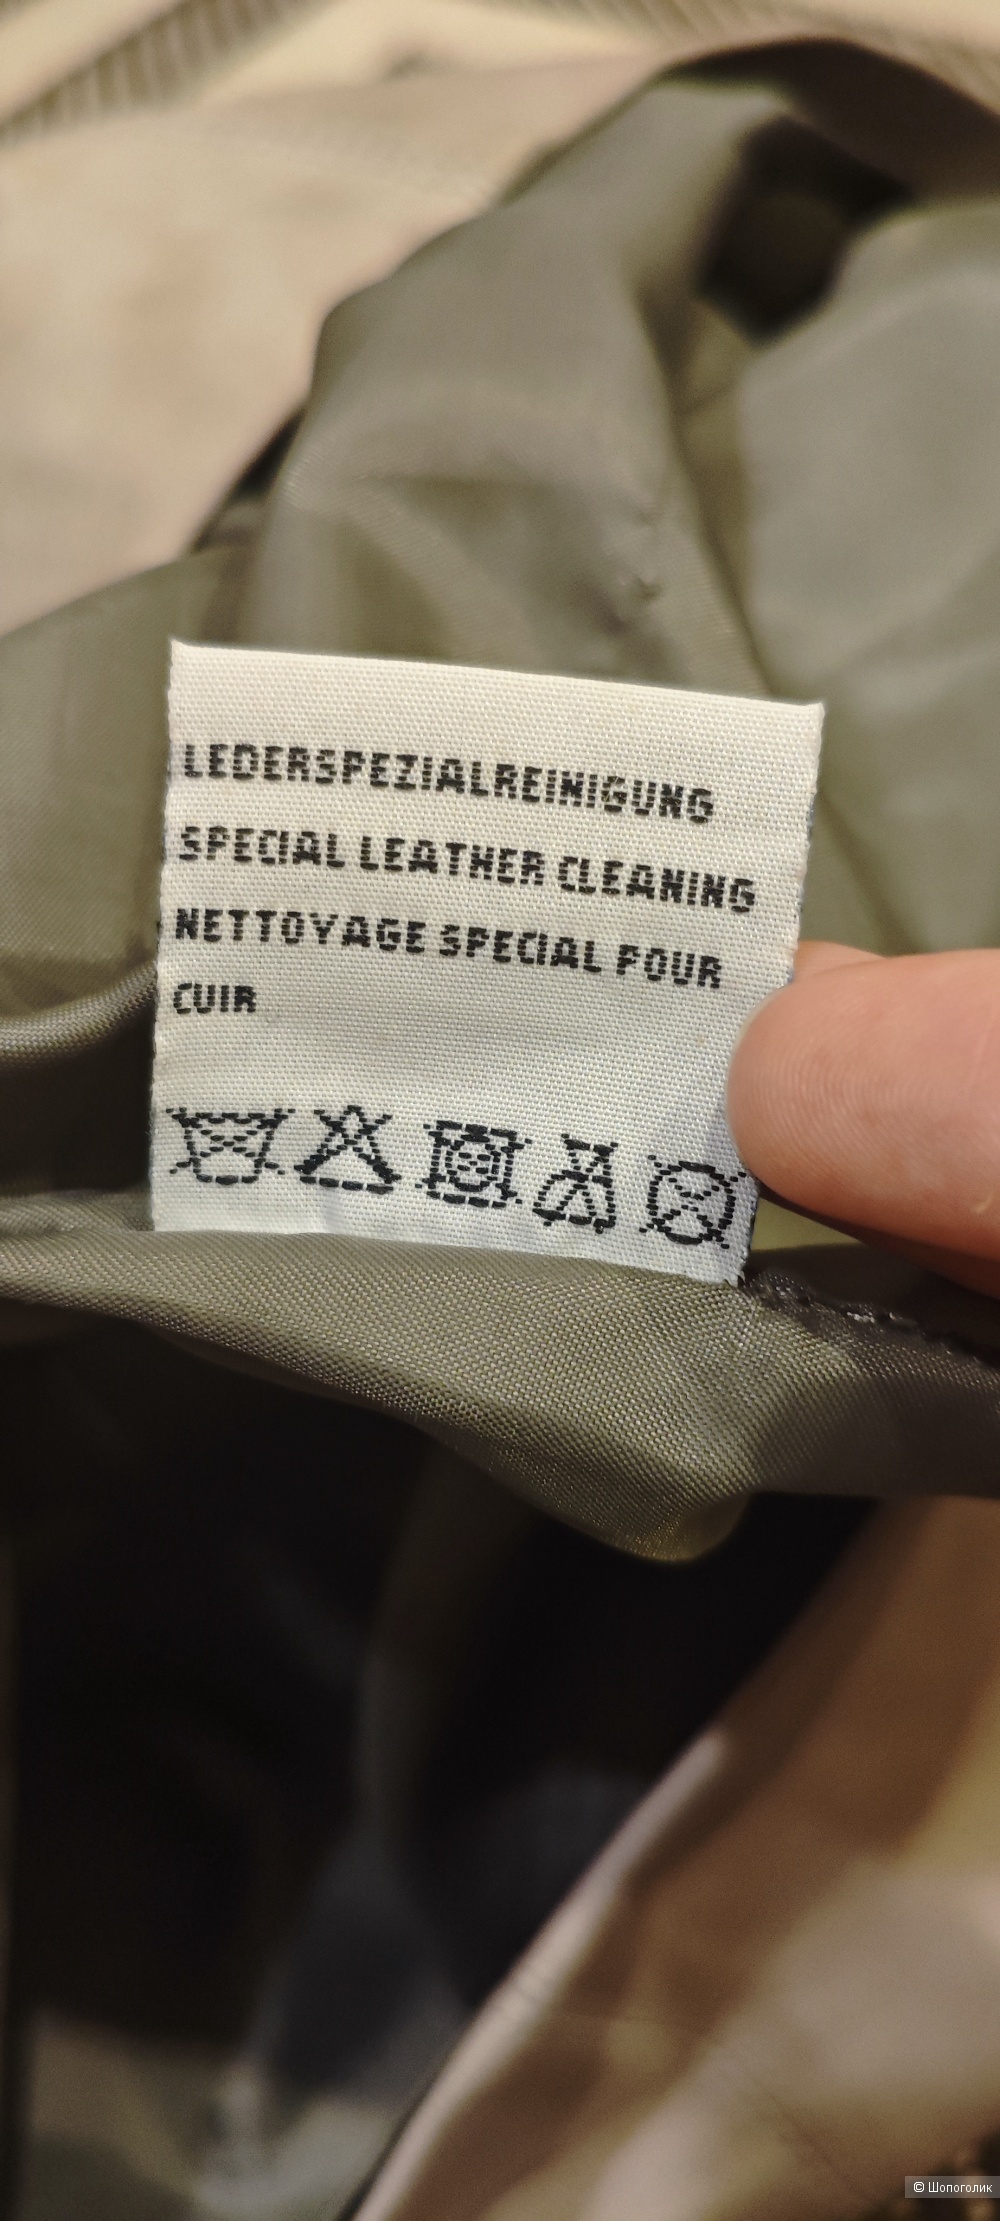 LEDERSPEZIALREINIGUNG
SPECIAL LEATHER CLEANING
NETTOYAGE SPECIAL POUR
CUIR
© Шопоголик